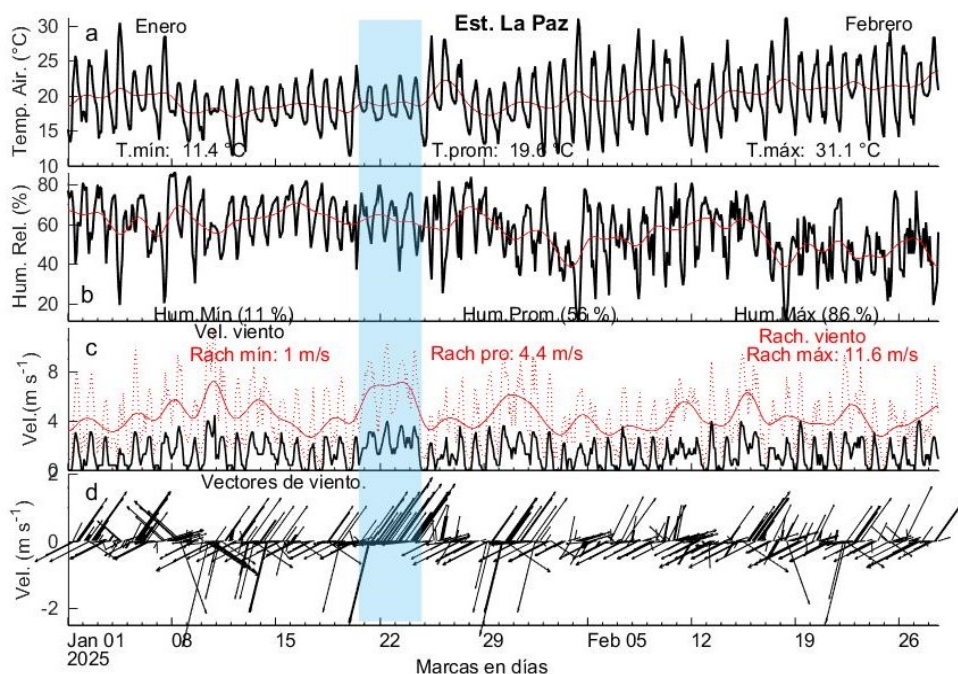 Enero Est. La Paz Febrero
a
Temp. Air. (°C)
30
25
20
15
10
T.mín: 11.4 °C T.prom: 19.6 °C T.máx: 31.1 °C
Hum. Rel. (%)
80
60
40
20
b
Hum.Mín (11 %) Hum.Prom.(56 %) Hum.Máx (86 %)
c
Vel. viento Rach. viento
Rach mín: 1 m/s Rach pro: 4.4 m/s Rach máx: 11.6 m/s
Vel.(m s⁻¹)
8
4
0
d
Vectores de viento.
Vel. (m s⁻¹)
2
0
-2
Jan 01 08 15 22 29 Feb 05 12 19 26
2025
Marcas en días